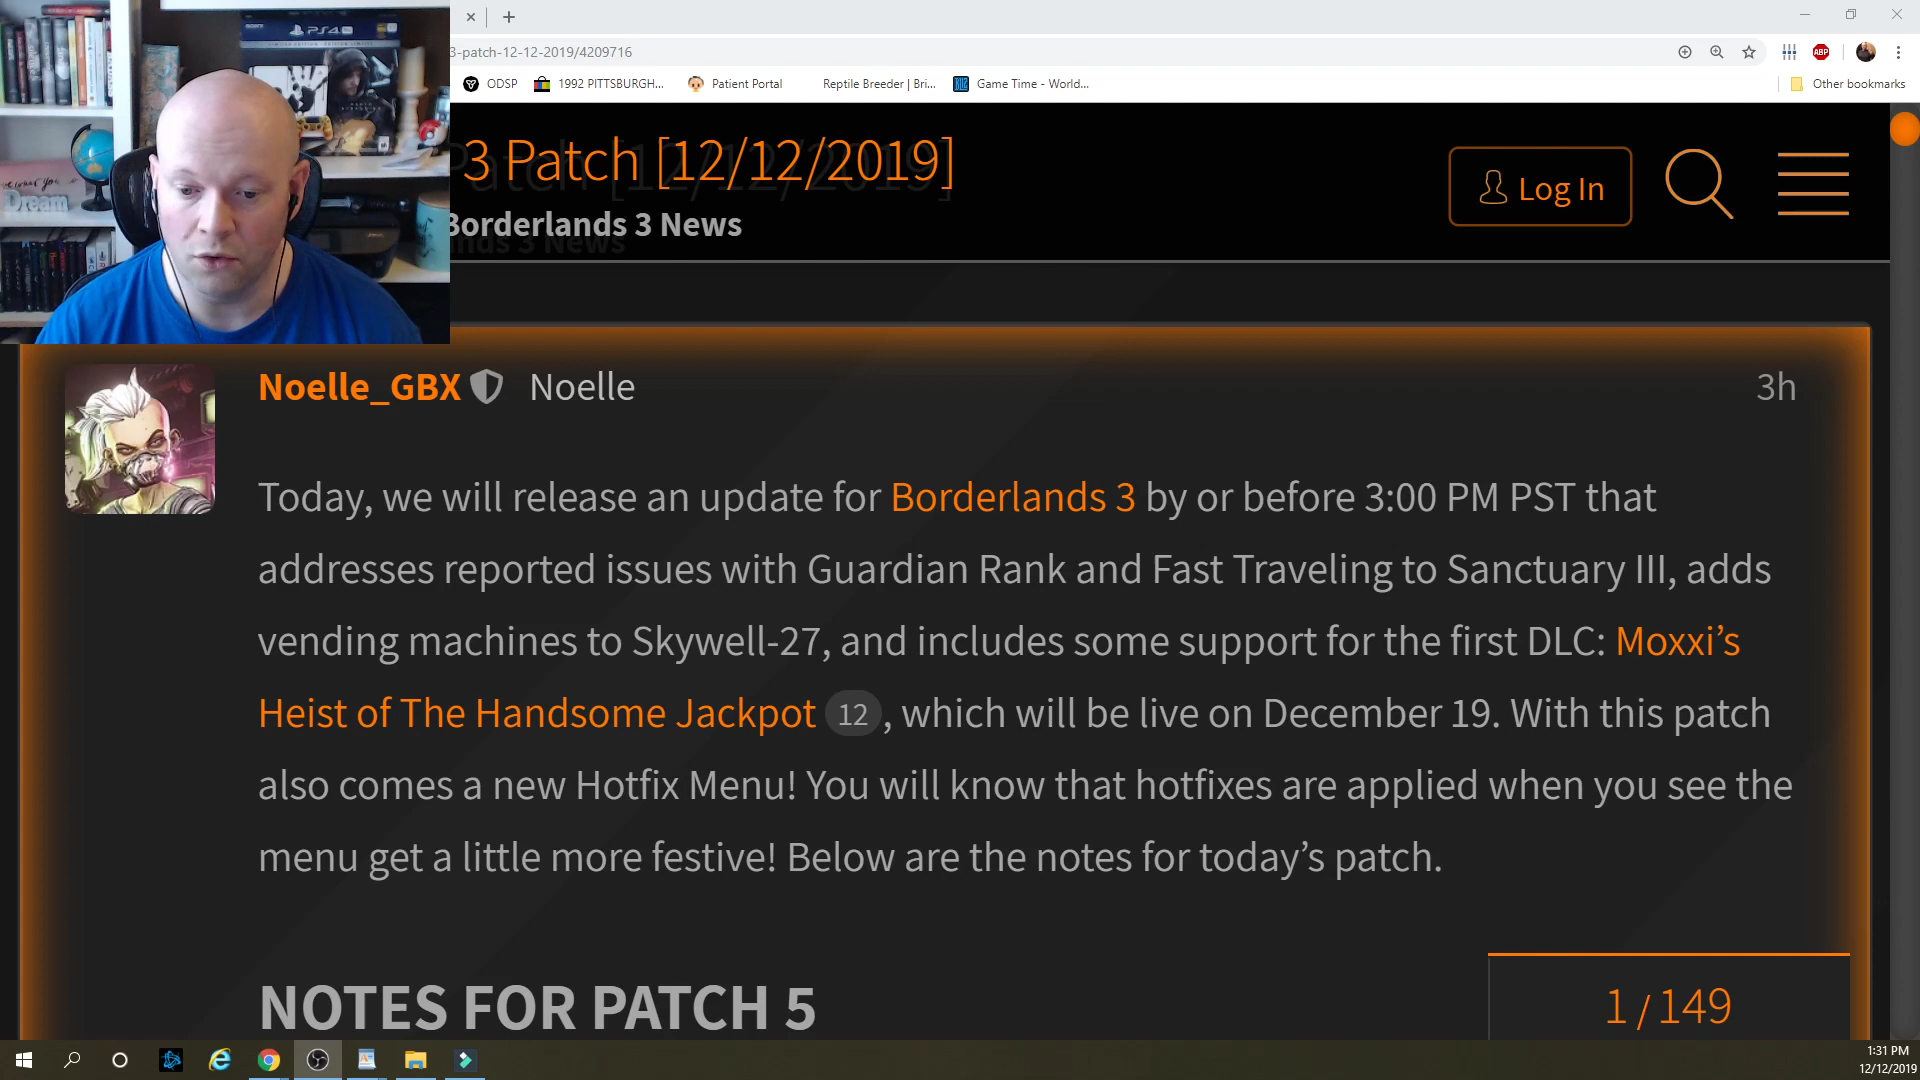 PS4 PRO
Dream
3-patch-12-12-2019/4209716
ABP
ODSP
1992 PITTSBURGH...
Patient Portal
Reptile Breeder | Bri...
Game Time - World...
Other bookmarks
3 Patch [12/12/2019]
Borderlands 3 News
Log In
Noelle_GBX Noelle
3h
Today, we will release an update for Borderlands 3 by or before 3:00 PM PST that
addresses reported issues with Guardian Rank and Fast Traveling to Sanctuary III, adds
vending machines to Skywell-27, and includes some support for the first DLC: Moxxi’s
Heist of The Handsome Jackpot 12 , which will be live on December 19. With this patch
also comes a new Hotfix Menu! You will know that hotfixes are applied when you see the
menu get a little more festive! Below are the notes for today’s patch.
NOTES FOR PATCH 5
1 / 149
1:31 PM
12/12/2019